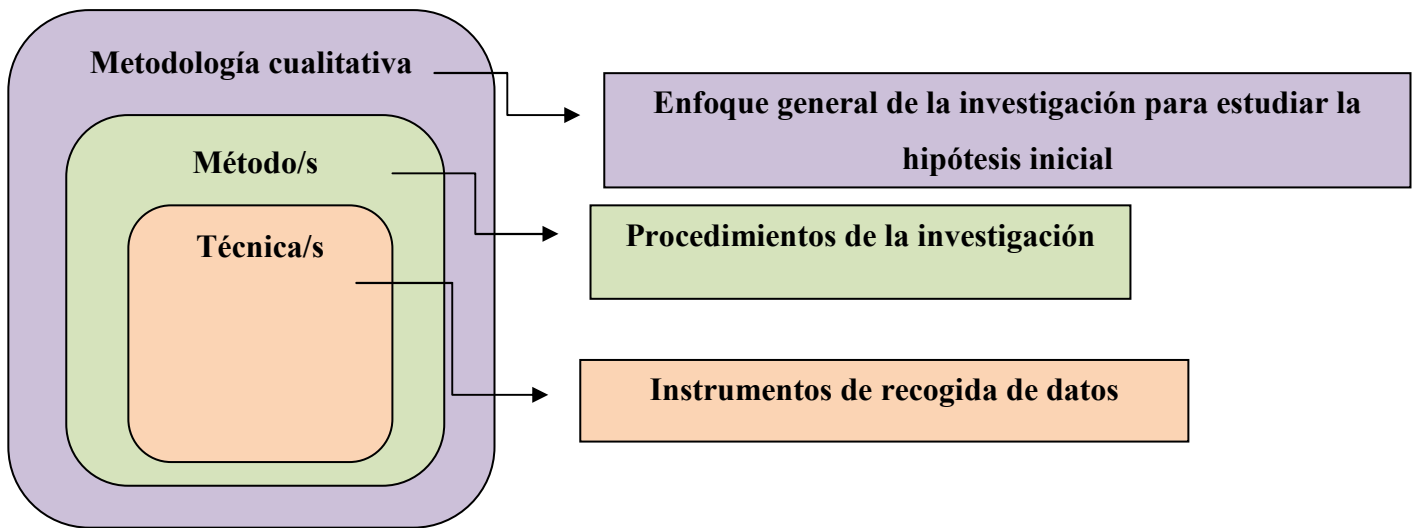 Metodología cualitativa
Enfoque general de la investigación para estudiar la
hipótesis inicial
Método/s
Procedimientos de la investigación
Técnica/s
Instrumentos de recogida de datos